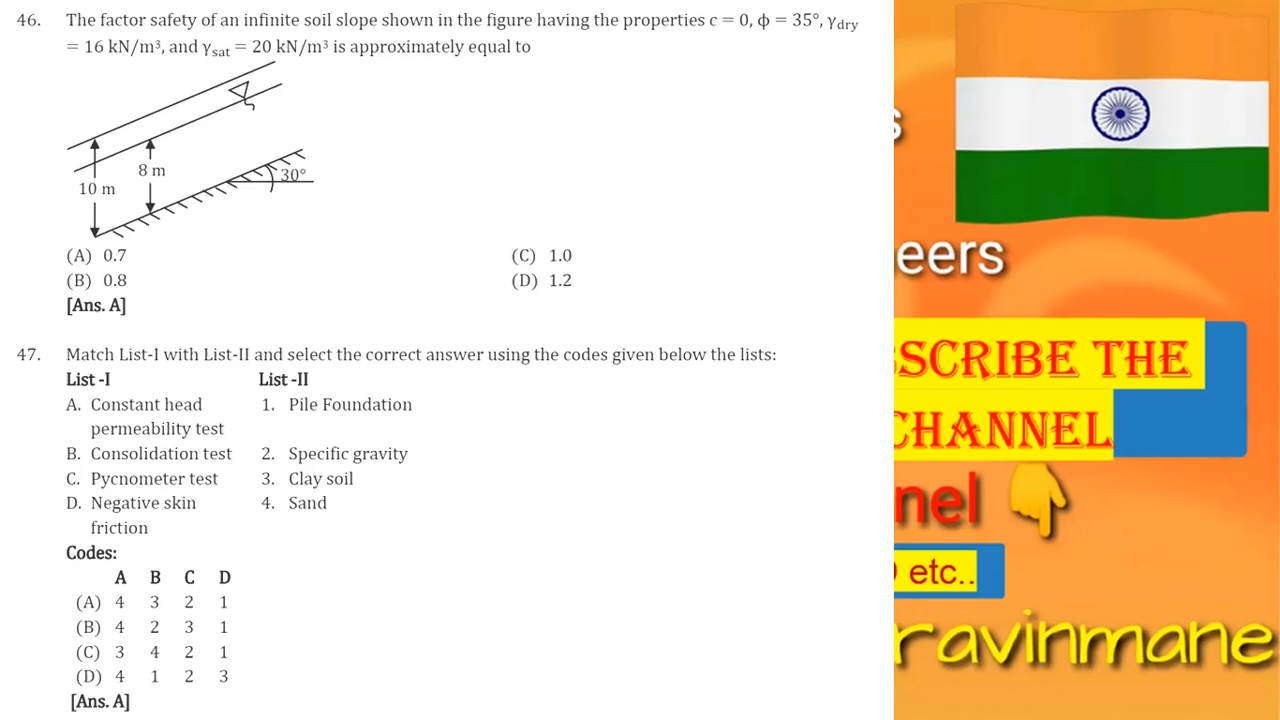 46. The factor safety of an infinite soil slope shown in the figure having the properties c = 0, ϕ = 35°, γdry
= 16 kN/m³, and γsat = 20 kN/m³ is approximately equal to
8 m
10 m
30°
(A) 0.7 (C) 1.0
(B) 0.8 (D) 1.2
[Ans. A]
47. Match List-I with List-II and select the correct answer using the codes given below the lists:
List -I List -II
A. Constant head 1. Pile Foundation
permeability test
B. Consolidation test 2. Specific gravity
C. Pycnometer test 3. Clay soil
D. Negative skin 4. Sand
friction
Codes:
A B C D
(A) 4 3 2 1
(B) 4 2 3 1
(C) 3 4 2 1
(D) 4 1 2 3
[Ans. A]
s
eers
SCRIBE THE
CHANNEL
nel
etc..
ravinmane